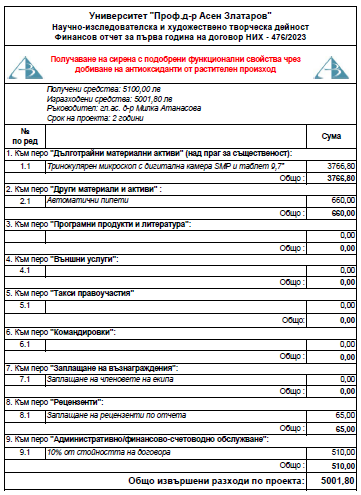 Университет "Проф.д-р Асен Златаров"
Научно-изследователска и художествено творческа дейност
Финансов отчет за първа година на договор НИХ - 476/2023
Получаване на сирена с подобрени функционални свойства чрез
добиване на антиоксиданти от растителен произход
Получени средства: 5100,00 лв
Изразходени средства: 5001,80 лв
Ръководител: гл.ас. д-р Милка Атанасова
Срок на проекта: 2 години
№
по ред
Сума
1. Към перо "Дълготрайни материални активи" (над праг за същественост):
1.1 Тринокулярен микроскоп с дигитална камера SMP и таблет 9,7" 3766,80
Общо : 3766,80
2. Към перо "Други материали и активи" :
2.1 Автоматични пипети 660,00
Общо : 660,00
3. Към перо "Програмни продукти и литература":
0,00
Общо : 0,00
4. Към перо "Външни услуги":
4.1 0,00
Общо : 0,00
5. Към перо "Такси правоучастия"
5.1 0,00
Общо: 0,00
6. Към перо "Командировки":
6.1 0,00
Общо : 0,00
7. Към перо "Заплащане на възнаграждения":
7.1 Заплащане на членовете на екипа 0,00
Общо : 0,00
8. Към перо "Рецензенти":
8.1 Заплащане на рецензенти по отчета 65,00
Общо : 65,00
9. Към перо "Административно/финансово-счетоводно обслужване":
9.1 10% от стойността на договора 510,00
Общо : 510,00
Общо извършени разходи по проекта: 5001,80